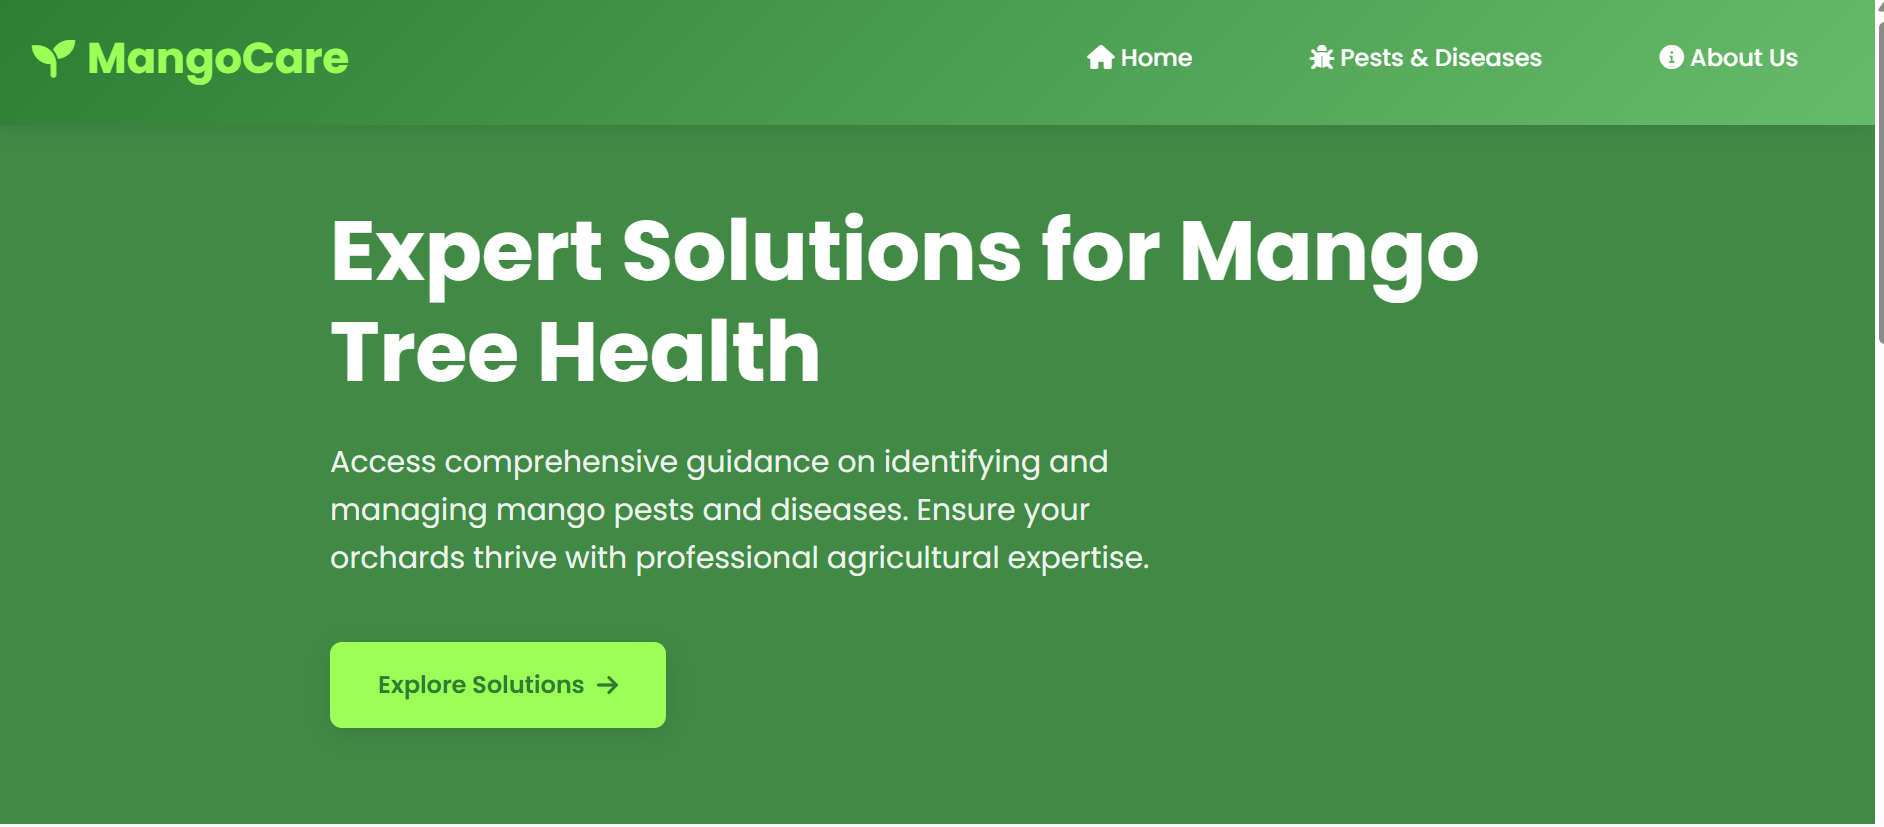 MangoCare
Home
Pests & Diseases
About Us
Expert Solutions for Mango
Tree Health
Access comprehensive guidance on identifying and
managing mango pests and diseases. Ensure your
orchards thrive with professional agricultural expertise.
Explore Solutions →